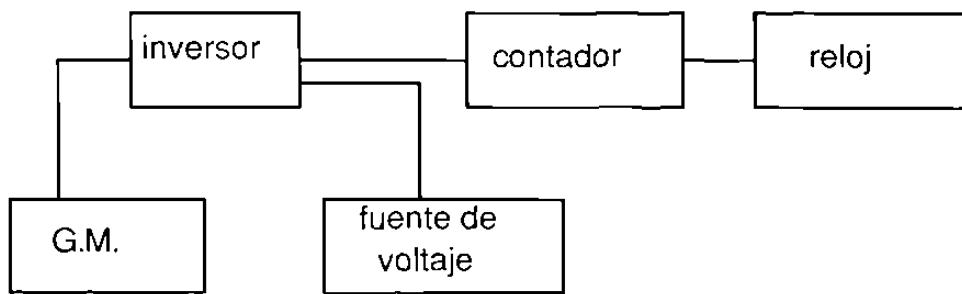 inversor
contador
reloj
G.M.
fuente de
voltaje